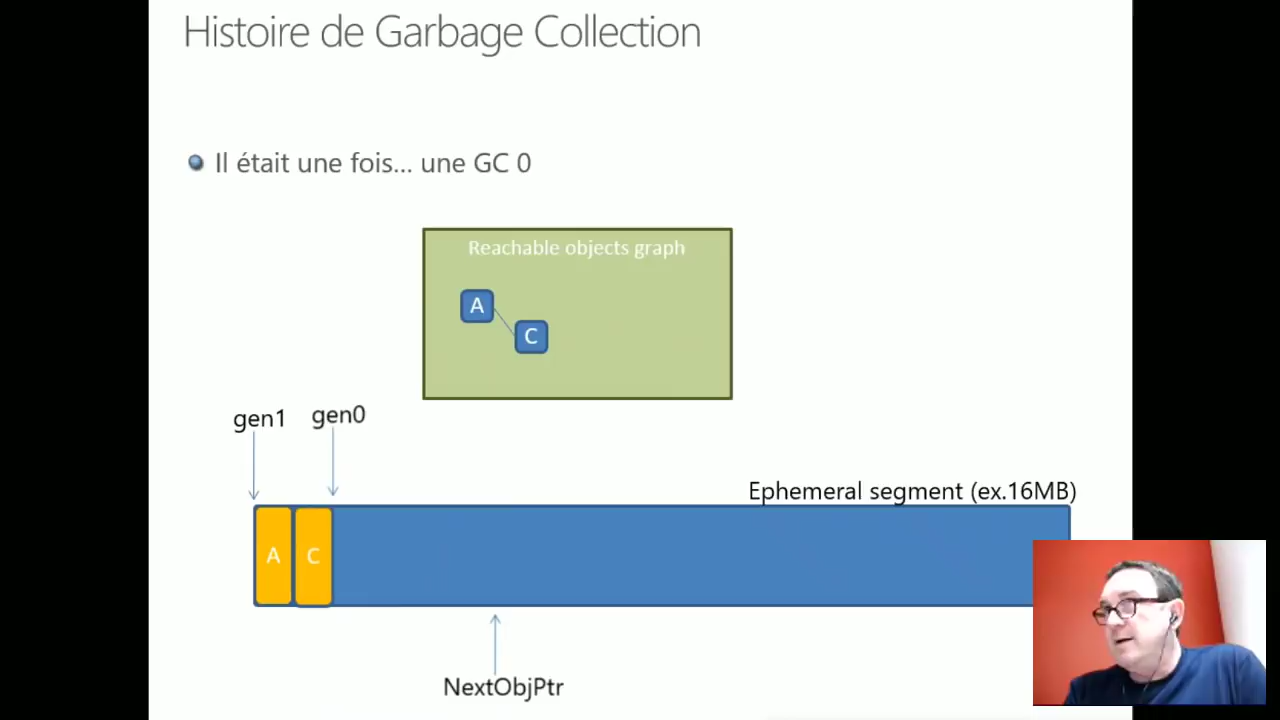 Histoire de Garbage Collection
Il était une fois... une GC 0
Reachable objects graph
A
C
gen1
gen0
Ephemeral segment (ex.16MB)
A
C
NextObjPtr